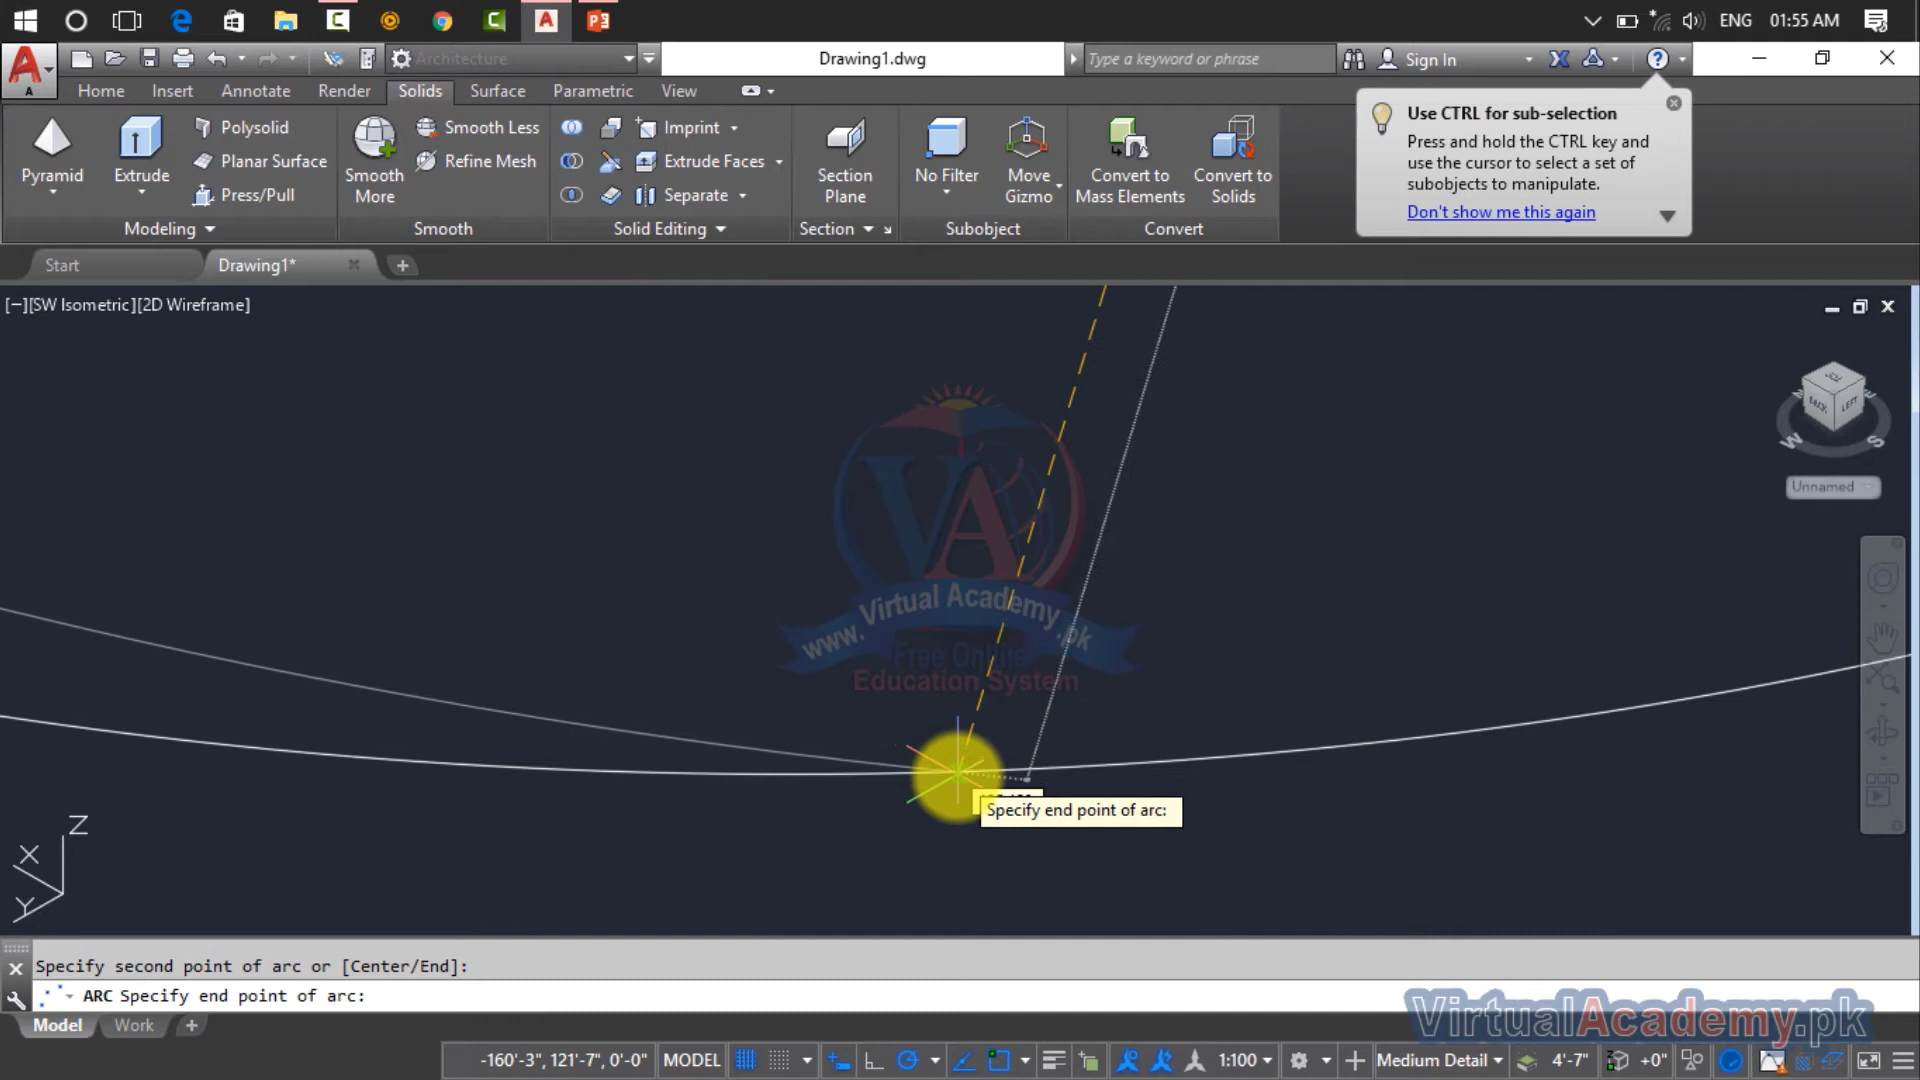 ENG
01:55 AM
A
Architecture
Drawing1.dwg
Type a keyword or phrase
Sign In
Home
Insert
Annotate
Render
Solids
Surface
Parametric
View
Pyramid
Extrude
Polysolid
Planar Surface
Press/Pull
Modeling
Smooth More
Smooth Less
Refine Mesh
Smooth
Imprint
Extrude Faces
Separate
Solid Editing
Section Plane
Section
No Filter
Move Gizmo
Subobject
Convert to Mass Elements
Convert to Solids
Convert
Use CTRL for sub-selection
Press and hold the CTRL key and
use the cursor to select a set of
subobjects to manipulate.
Don't show me this again
Start
Drawing1*
[−][SW Isometric][2D Wireframe]
BACK
LEFT
W
S
Unnamed
VA
www.
Virtual Academy
.pk
Free Online
Education System
Specify end point of arc:
Z
X
Y
Specify second point of arc or [Center/End]:
ARC Specify end point of arc:
VirtualAcademy.pk
Model
Work
-160'-3", 121'-7", 0'-0"
MODEL
1:100
Medium Detail
4'-7"
+0"